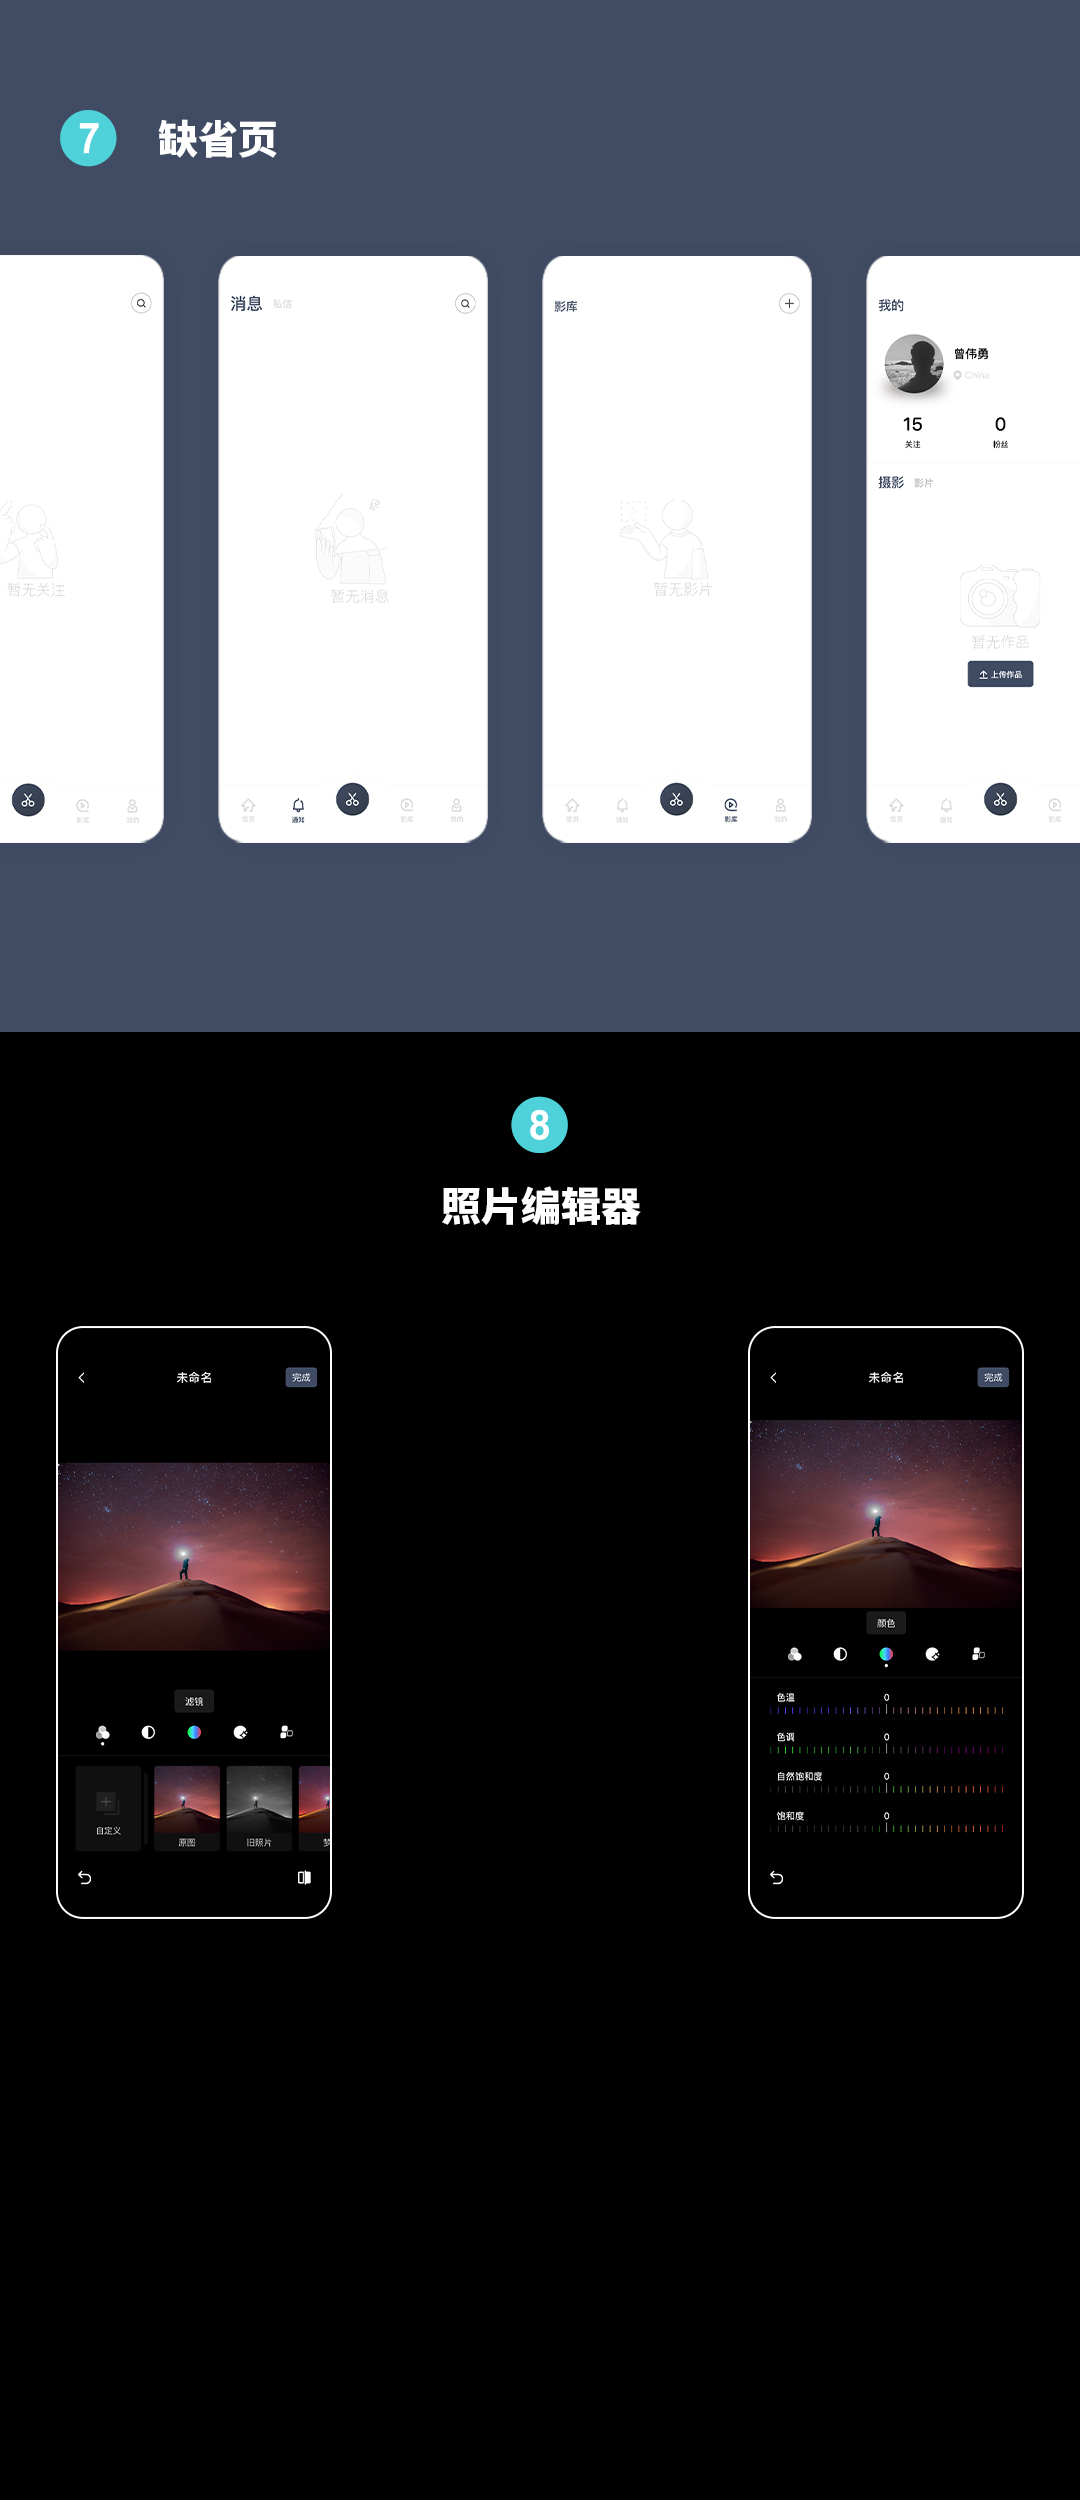 7
缺省页
暂无关注
影库
我的
消息
私信
暂无消息
首页
通知
影库
我的
影库
暂无影片
首页
通知
影库
我的
我的
曾伟勇
China
15
0
关注
粉丝
摄影
影片
暂无作品
上传作品
首页
通知
影库
8
照片编辑器
未命名
完成
滤镜
自定义
原图
旧照片
梦
未命名
完成
颜色
色温
0
色调
0
自然饱和度
0
饱和度
0